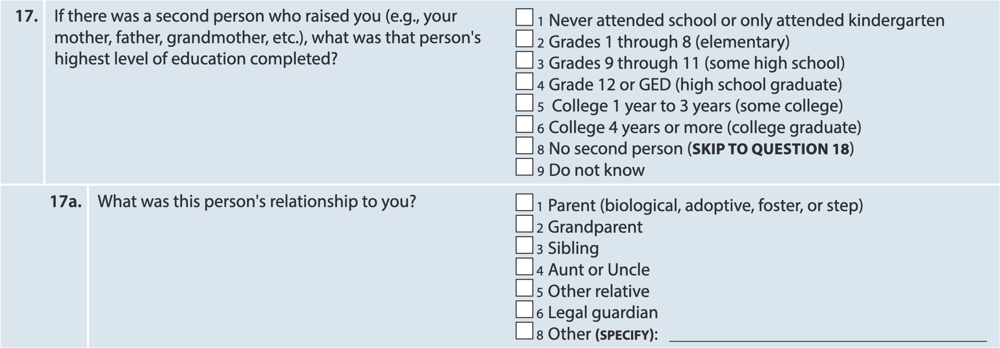 17. If there was a second person who raised you (e.g., your
mother, father, grandmother, etc.), what was that person's
highest level of education completed?
1 Never attended school or only attended kindergarten
2 Grades 1 through 8 (elementary)
3 Grades 9 through 11 (some high school)
4 Grade 12 or GED (high school graduate)
5 College 1 year to 3 years (some college)
6 College 4 years or more (college graduate)
8 No second person (SKIP TO QUESTION 18)
9 Do not know
17a. What was this person's relationship to you?
1 Parent (biological, adoptive, foster, or step)
2 Grandparent
3 Sibling
4 Aunt or Uncle
5 Other relative
6 Legal guardian
8 Other (SPECIFY):